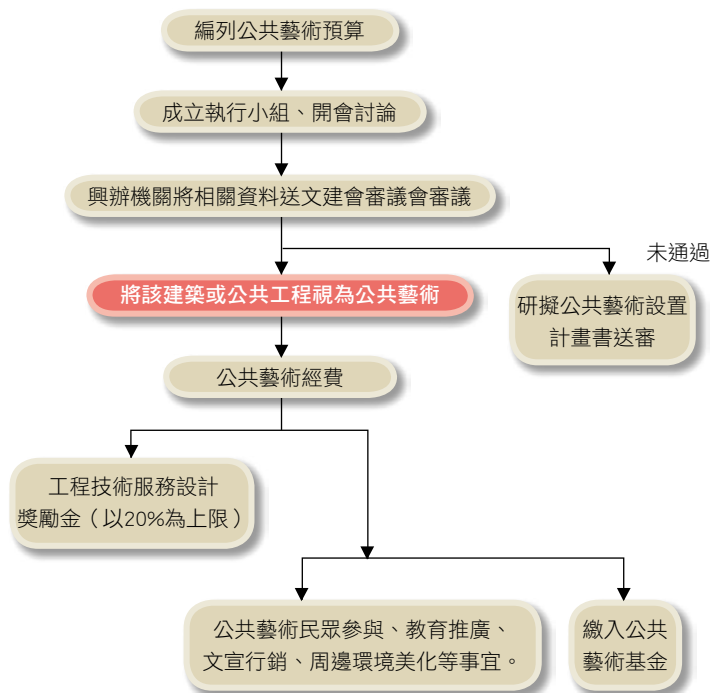 編列公共藝術預算
成立執行小組、開會討論
興辦機關將相關資料送文建會審議會審議
未通過
將該建築或公共工程視為公共藝術
研擬公共藝術設置
計畫書送審
公共藝術經費
工程技術服務設計
獎勵金（以20%為上限）
公共藝術民眾參與、教育推廣、
文宣行銷、周邊環境美化等事宜。
繳入公共
藝術基金